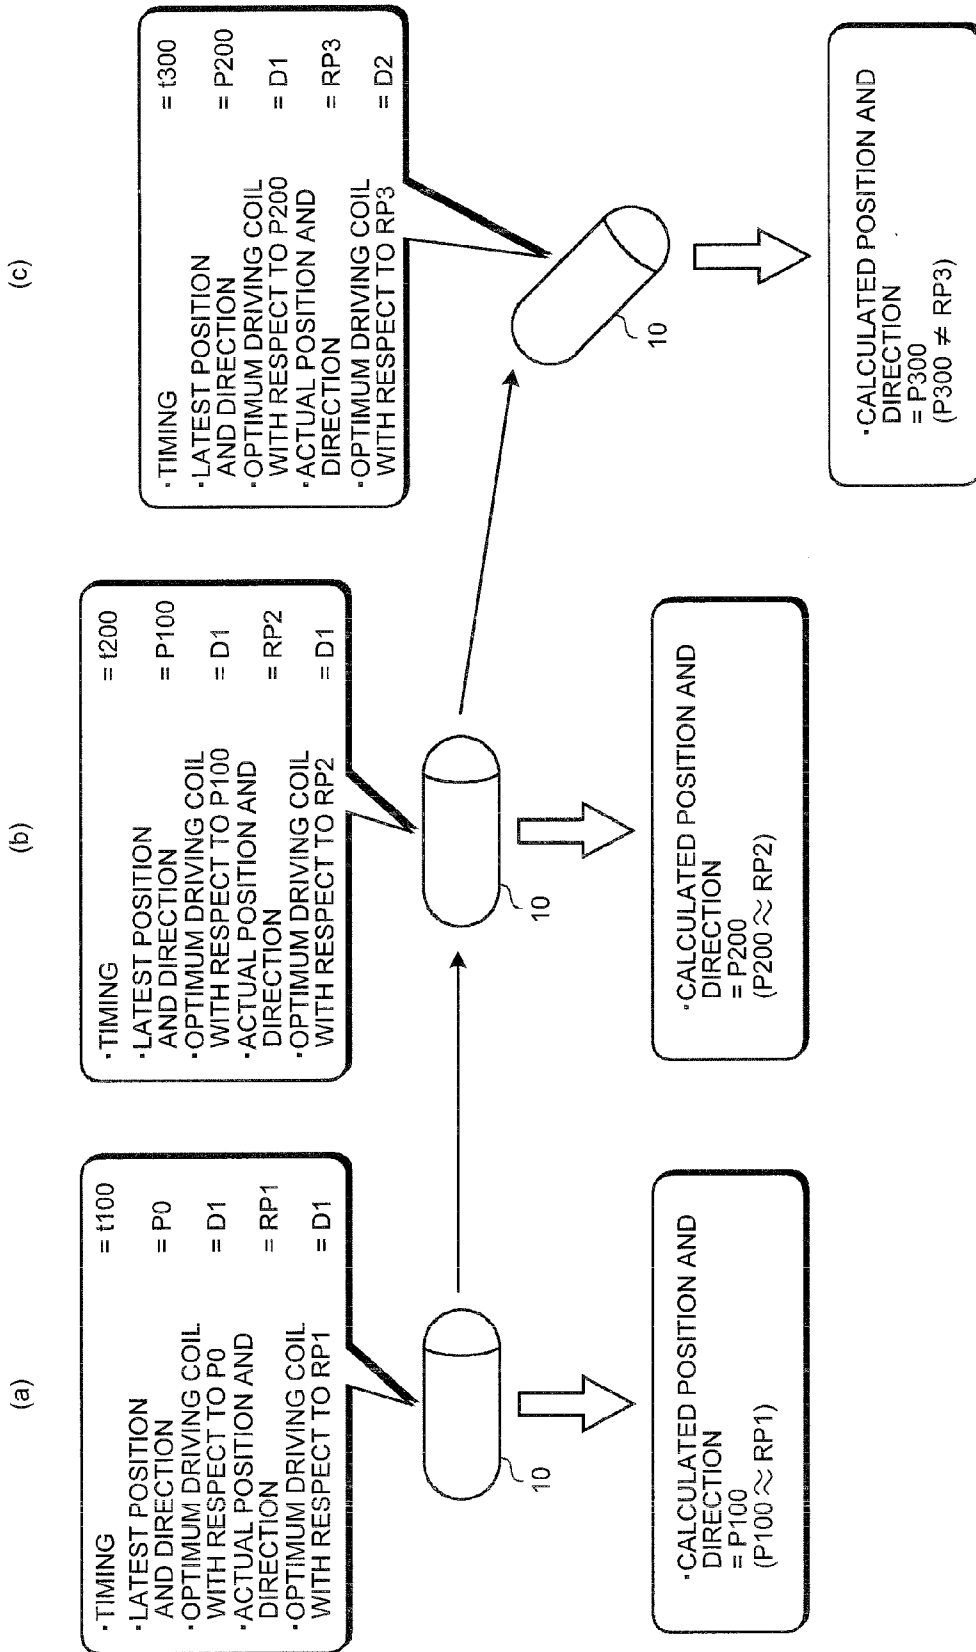 (a)
·TIMING = t100
·LATEST POSITION
AND DIRECTION = P0
·OPTIMUM DRIVING COIL
WITH RESPECT TO P0 = D1
·ACTUAL POSITION AND
DIRECTION = RP1
·OPTIMUM DRIVING COIL
WITH RESPECT TO RP1 = D1
10
·CALCULATED POSITION AND
DIRECTION
= P100
(P100 ≈ RP1)
(b)
·TIMING = t200
·LATEST POSITION
AND DIRECTION = P100
·OPTIMUM DRIVING COIL
WITH RESPECT TO P100 = D1
·ACTUAL POSITION AND
DIRECTION = RP2
·OPTIMUM DRIVING COIL
WITH RESPECT TO RP2 = D1
10
·CALCULATED POSITION AND
DIRECTION
= P200
(P200 ≈ RP2)
(c)
·TIMING = t300
·LATEST POSITION
AND DIRECTION = P200
·OPTIMUM DRIVING COIL
WITH RESPECT TO P200 = D1
·ACTUAL POSITION AND
DIRECTION = RP3
·OPTIMUM DRIVING COIL
WITH RESPECT TO RP3 = D2
10
·CALCULATED POSITION AND
DIRECTION
= P300
(P300 ≠ RP3)